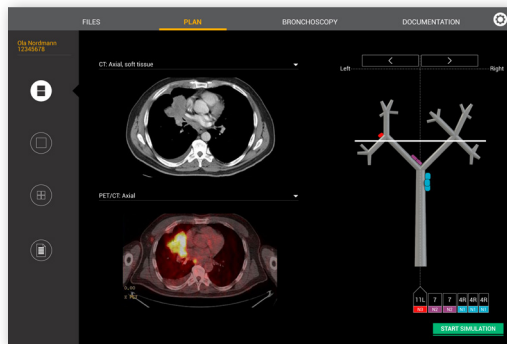 FILES PLAN BRONCHOSCOPY DOCUMENTATION
Ola Nordmann
12345678
CT: Axial, soft tissue
Left Right
PET/CT: Axial
11L 7 7 4R 4R 4R
START SIMULATION